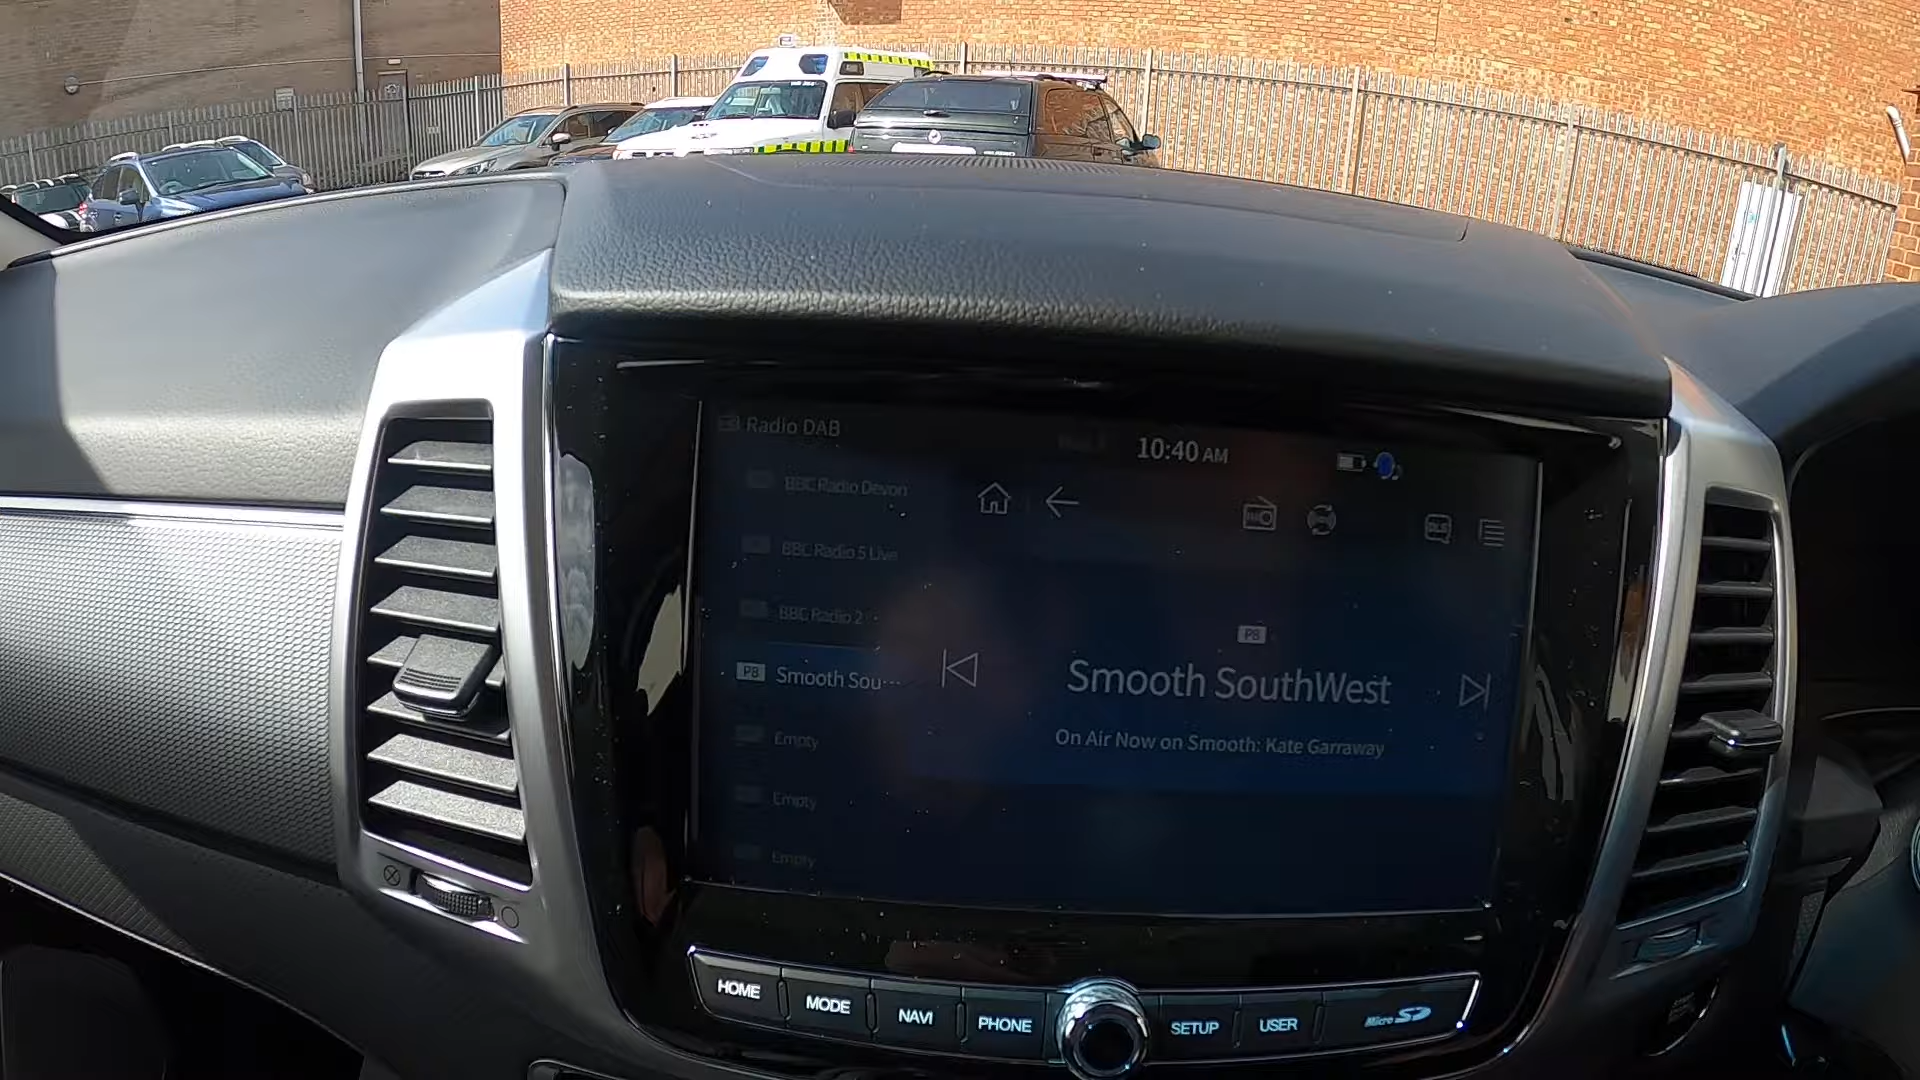 Radio DAB
10:40 AM
BBC Radio Devon
BBC Radio 5 Live
BBC Radio 2
P8 Smooth Sou...
Empty
Empty
Empty
DLS
P8
Smooth SouthWest
On Air Now on Smooth: Kate Garraway
HOME
MODE
NAVI
PHONE
SETUP
USER
Micro SD